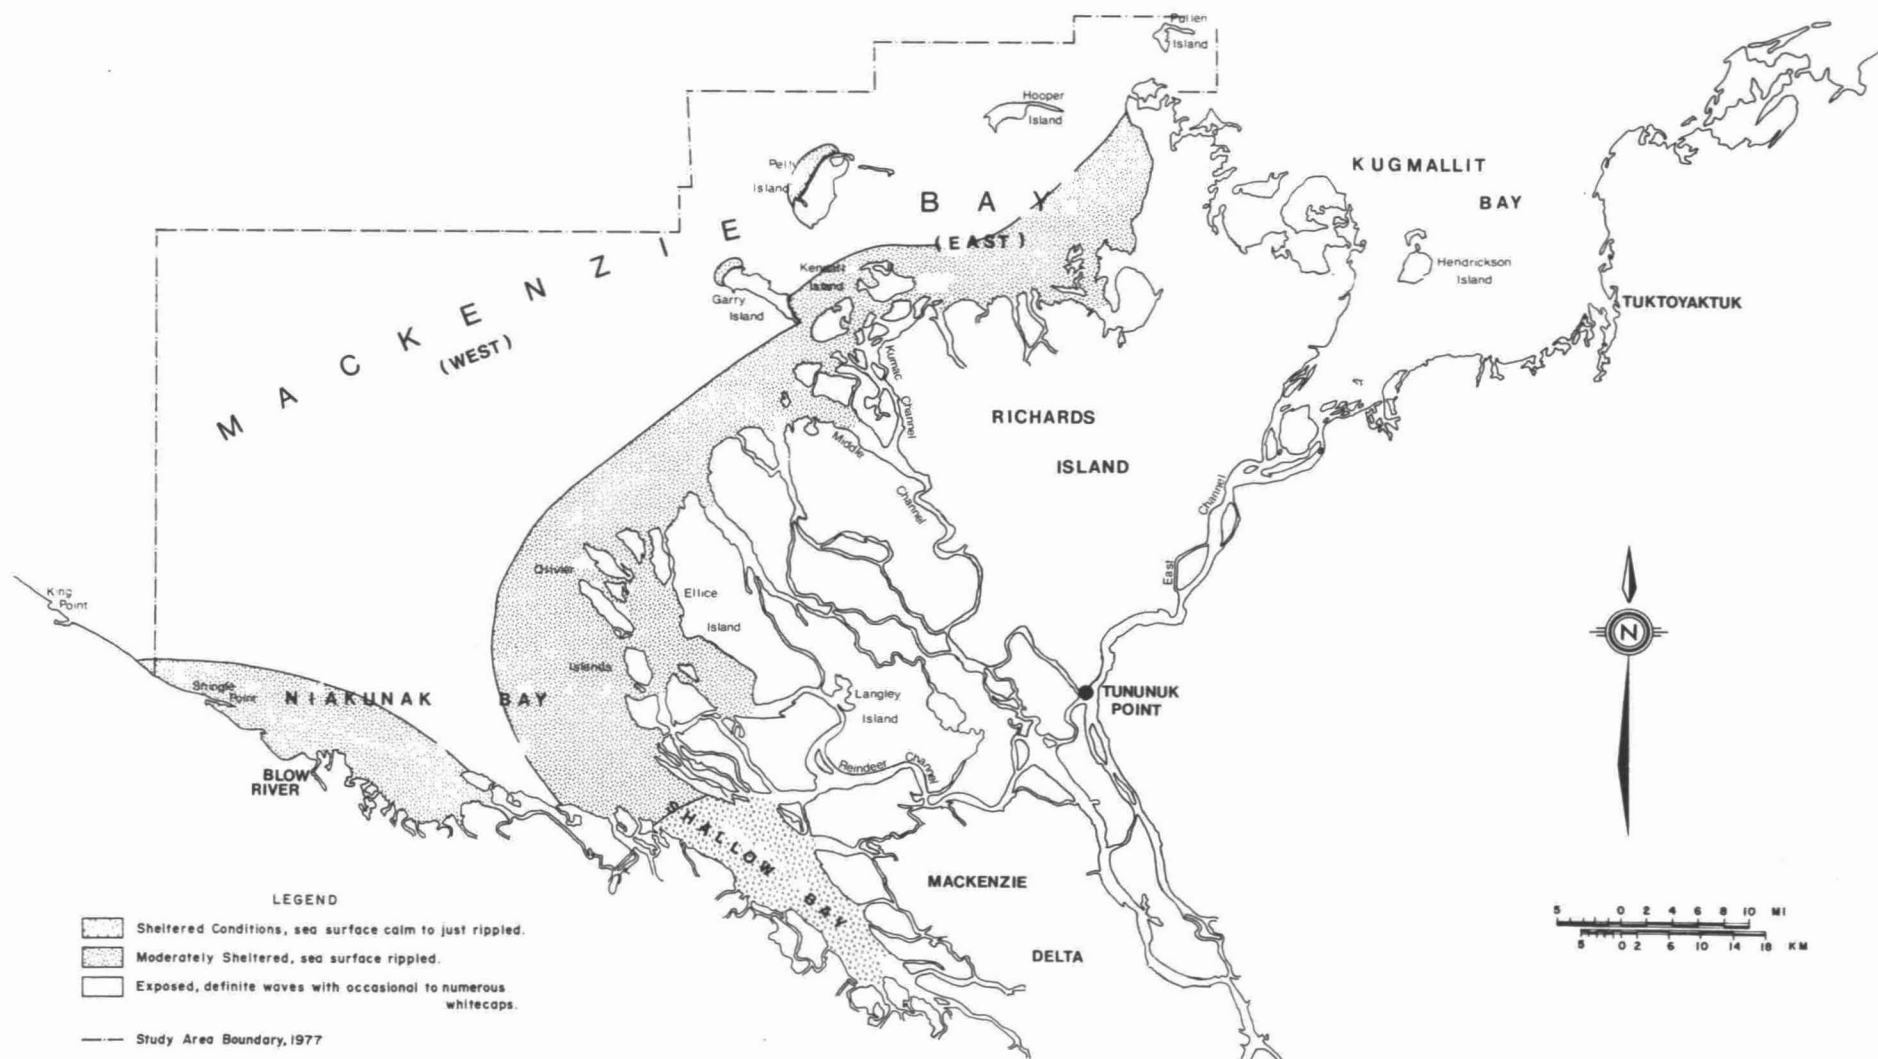 Pullen
Island
Hooper
Island
Pelly
Island
KUGMALLIT
BAY
MACKENZIE BAY
(WEST)
(EAST)
Kendall
Island
Garry
Island
Hendrickson
Island
TUKTOYAKTUK
Kumac Channel
RICHARDS
ISLAND
Middle Channel
East Channel
King
Point
Olivier
Islands
Ellice
Island
Shingle
Point
NIAKUNAK BAY
Langley
Island
TUNUNUK
POINT
Reindeer Channel
BLOW
RIVER
SHALLOW BAY
MACKENZIE
DELTA
N
LEGEND
Sheltered Conditions, sea surface calm to just rippled.
Moderately Sheltered, sea surface rippled.
Exposed, definite waves with occasional to numerous
whitecaps.
Study Area Boundary, 1977
5 0 2 4 6 8 10 MI
5 0 2 6 10 14 18 KM